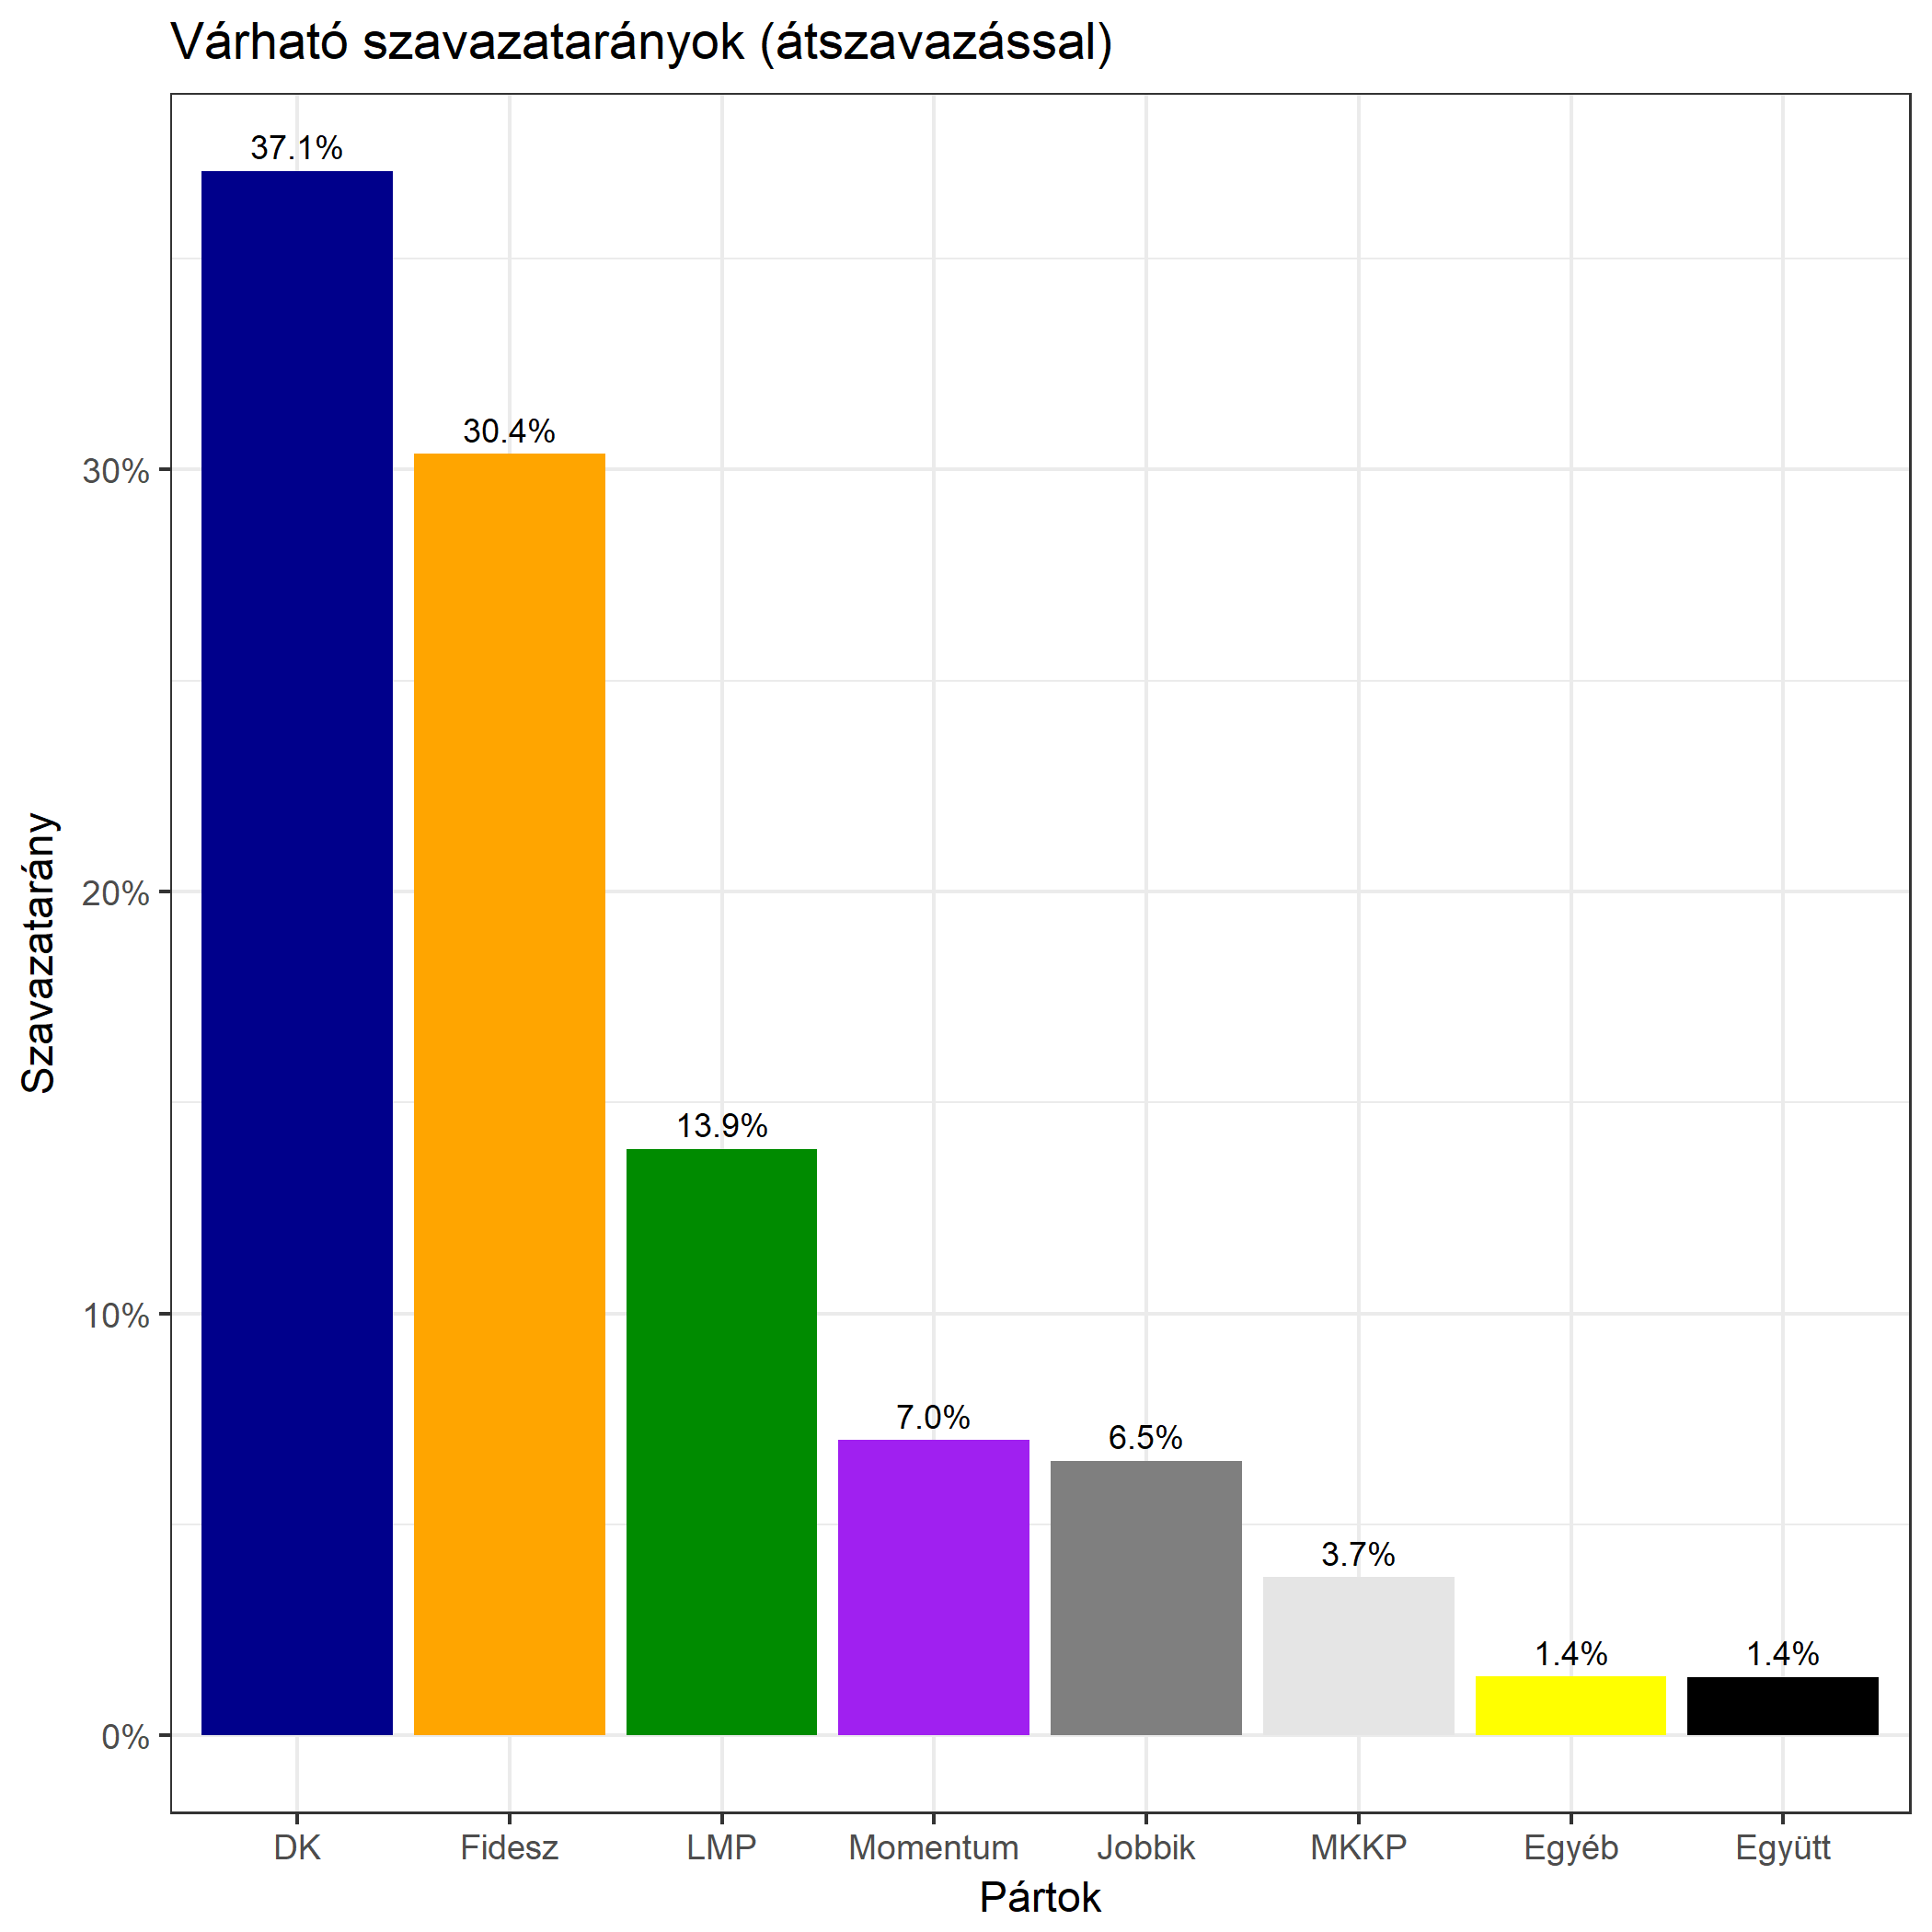 Várható szavazatarányok (átszavazással)
37.1%
30.4%
13.9%
7.0%
6.5%
3.7%
1.4%
1.4%
30%
20%
10%
0%
Szavazatarány
DK
Fidesz
LMP
Momentum
Jobbik
MKKP
Egyéb
Együtt
Pártok